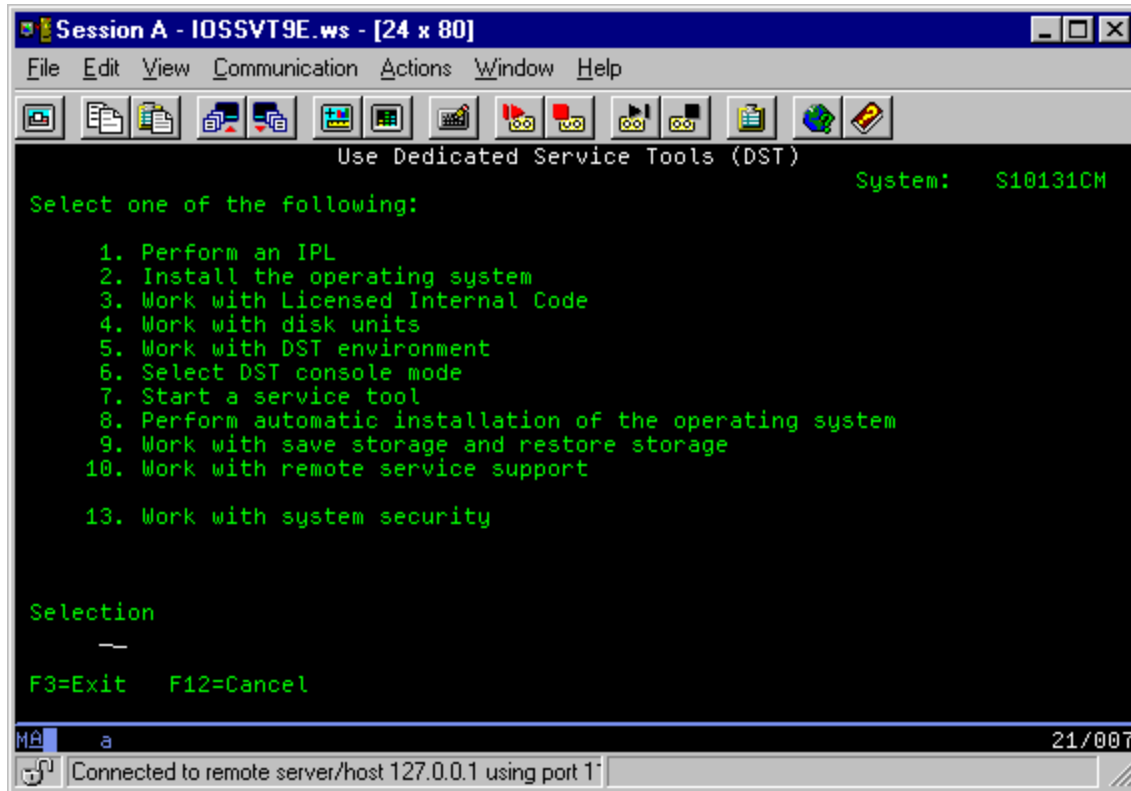 Session A - IOSSVT9E.ws - [24 x 80]
File Edit View Communication Actions Window Help
Use Dedicated Service Tools (DST)
System: S10131CM
Select one of the following:
1. Perform an IPL
2. Install the operating system
3. Work with Licensed Internal Code
4. Work with disk units
5. Work with DST environment
6. Select DST console mode
7. Start a service tool
8. Perform automatic installation of the operating system
9. Work with save storage and restore storage
10. Work with remote service support
13. Work with system security
Selection
F3=Exit F12=Cancel
MA a 21/007
Connected to remote server/host 127.0.0.1 using port